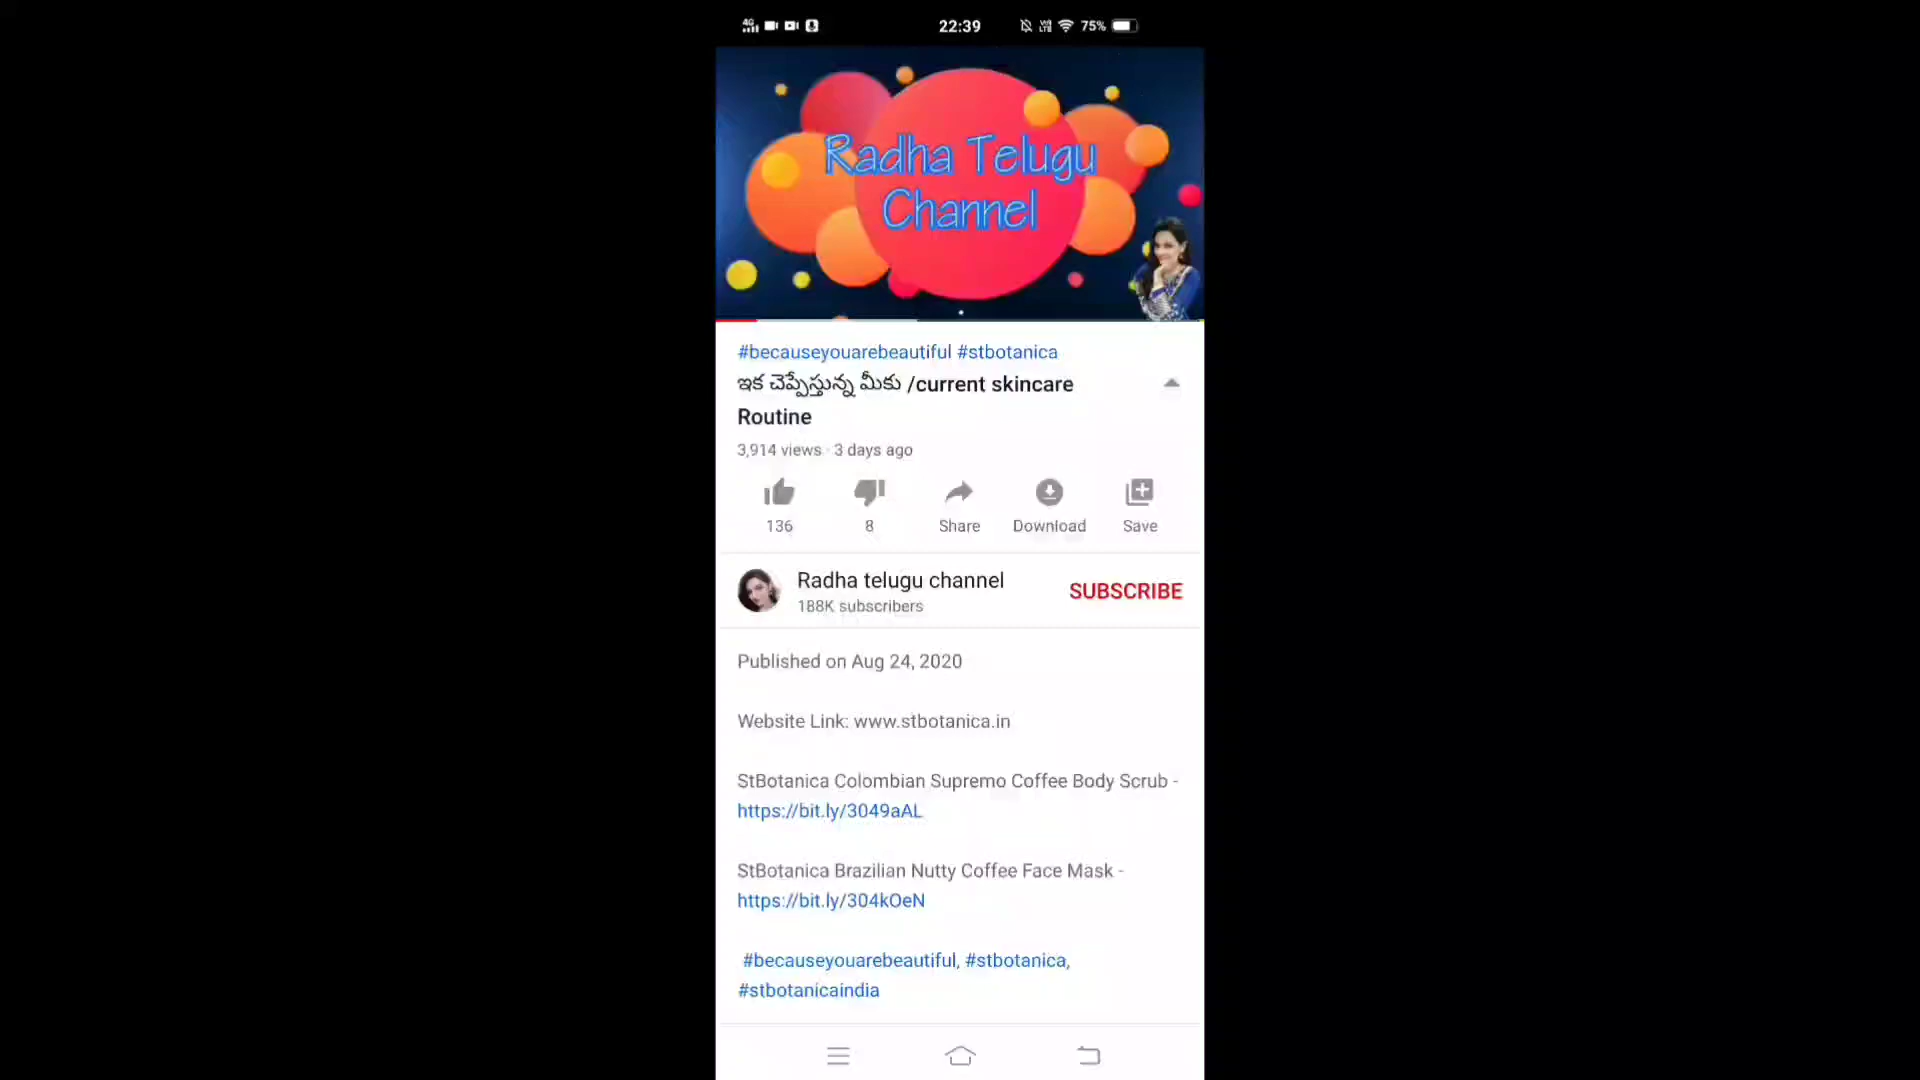 4G 22:39 VoLTE 75%
Radha Telugu
Channel
#becauseyouarebeautiful #stbotanica
ఇక చెప్పేస్తున్న మీకు /current skincare
Routine
3,914 views · 3 days ago
136 8 Share Download Save
Radha telugu channel
188K subscribers
SUBSCRIBE
Published on Aug 24, 2020
Website Link: www.stbotanica.in
StBotanica Colombian Supremo Coffee Body Scrub -
https://bit.ly/3049aAL
StBotanica Brazilian Nutty Coffee Face Mask -
https://bit.ly/304kOeN
#becauseyouarebeautiful, #stbotanica,
#stbotanicaindia